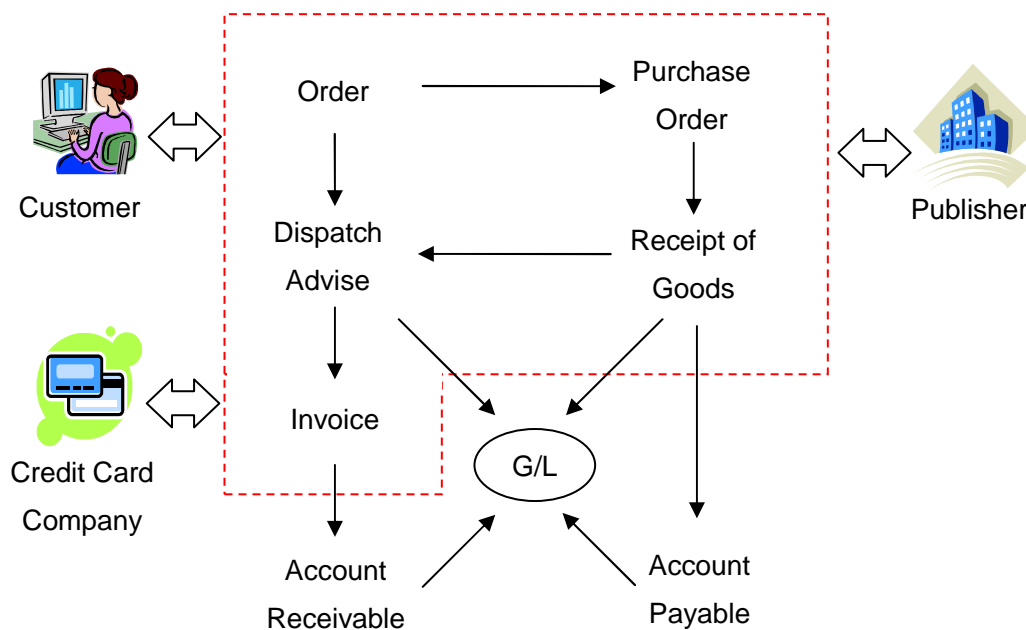 Order
Purchase
Order
Customer
Publisher
Dispatch
Advise
Receipt of
Goods
Invoice
G/L
Credit Card
Company
Account
Receivable
Account
Payable